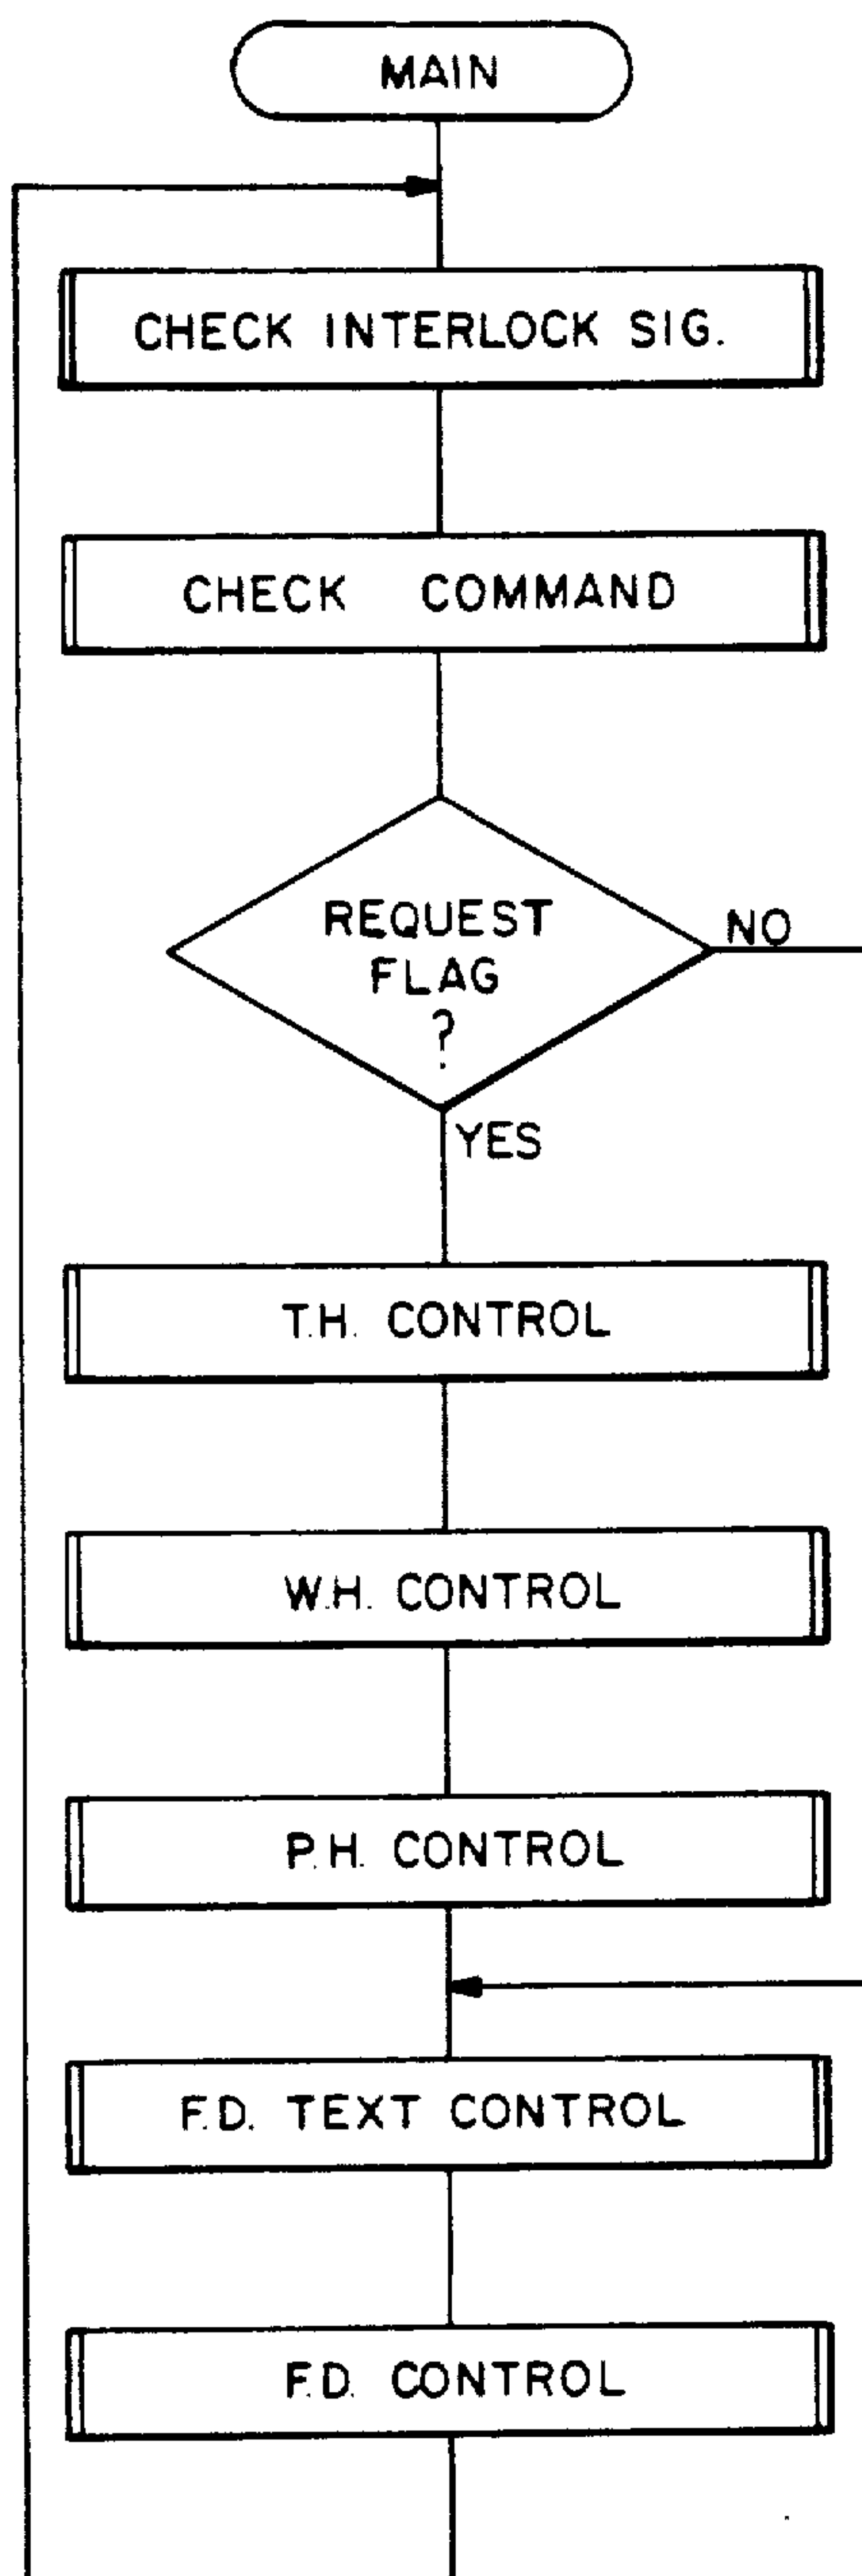 MAIN
CHECK INTERLOCK SIG.
CHECK COMMAND
REQUEST
FLAG
?
NO
YES
T.H. CONTROL
W.H. CONTROL
P.H. CONTROL
F.D. TEXT CONTROL
F.D. CONTROL